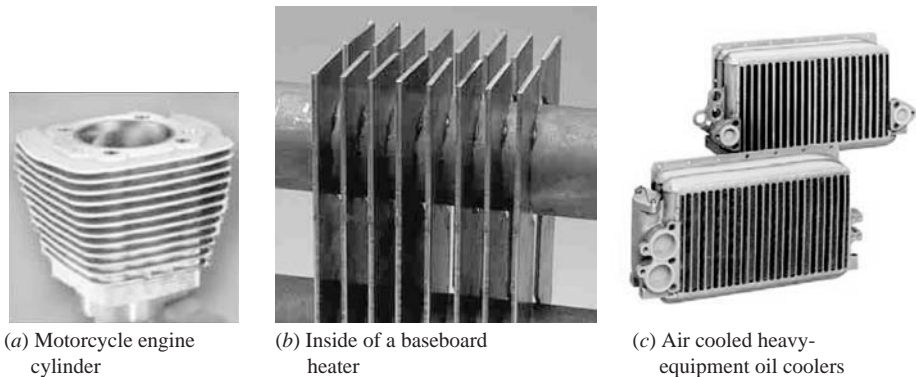 (a) Motorcycle engine
cylinder
(b) Inside of a baseboard
heater
(c) Air cooled heavy-
equipment oil coolers